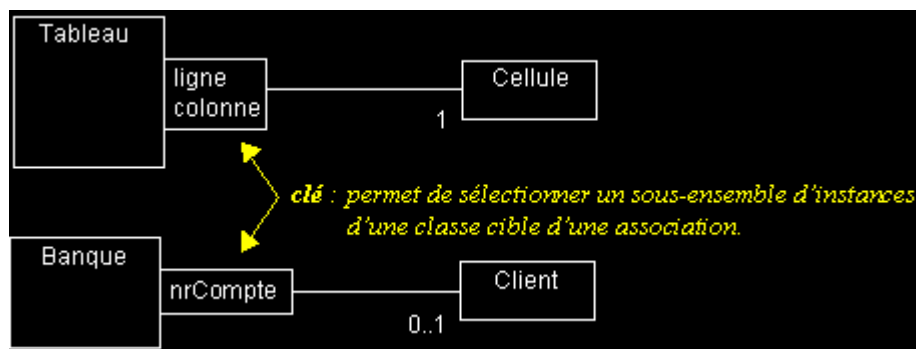 Tableau
ligne
colonne
Cellule
1
clé : permet de sélectionner un sous-ensemble d'instances
d'une classe cible d'une association.
Banque
nrCompte
Client
0..1